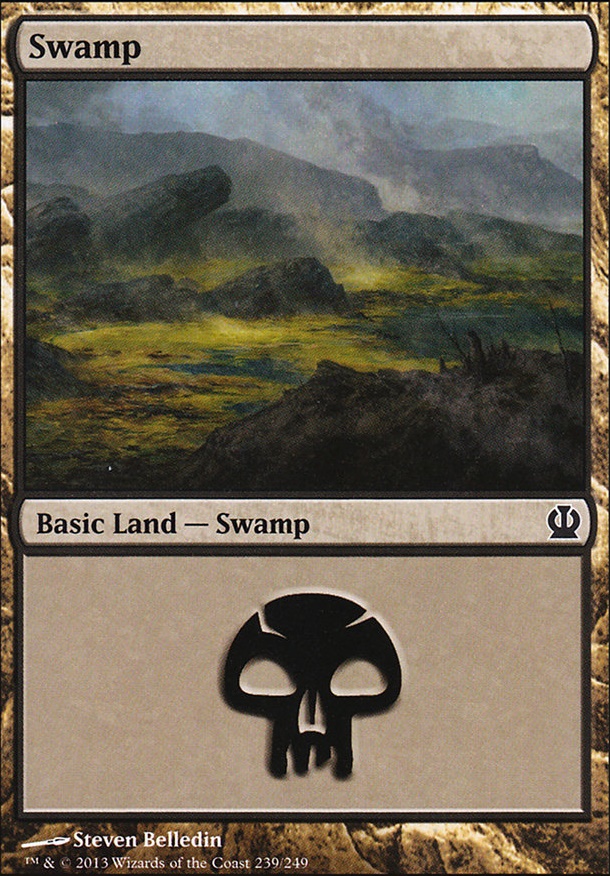 Swamp
Basic Land — Swamp
Steven Belledin
™ & © 2013 Wizards of the Coast 239/249